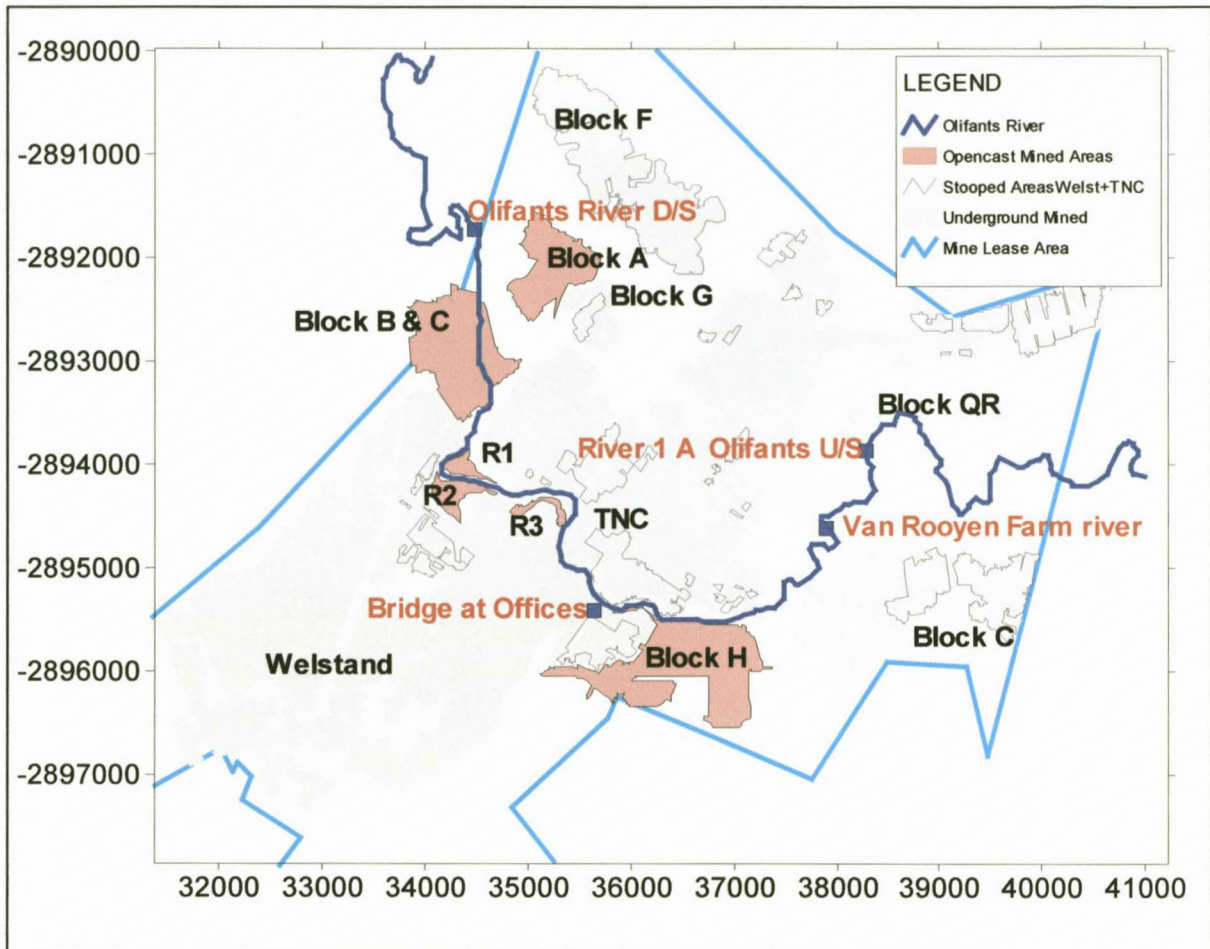 -2890000
-2891000
-2892000
-2893000
-2894000
-2895000
-2896000
-2897000
32000 33000 34000 35000 36000 37000 38000 39000 40000 41000
LEGEND
Olifants River
Opencast Mined Areas
Stooped AreasWelst+TNC
Underground Mined
Mine Lease Area
Block F
Olifants River D/S
Block A
Block G
Block B & C
Block QR
R1
River 1 A Olifants U/S
R2
R3
TNC
Van Rooyen Farm river
Bridge at Offices
Block H
Block C
Welstand